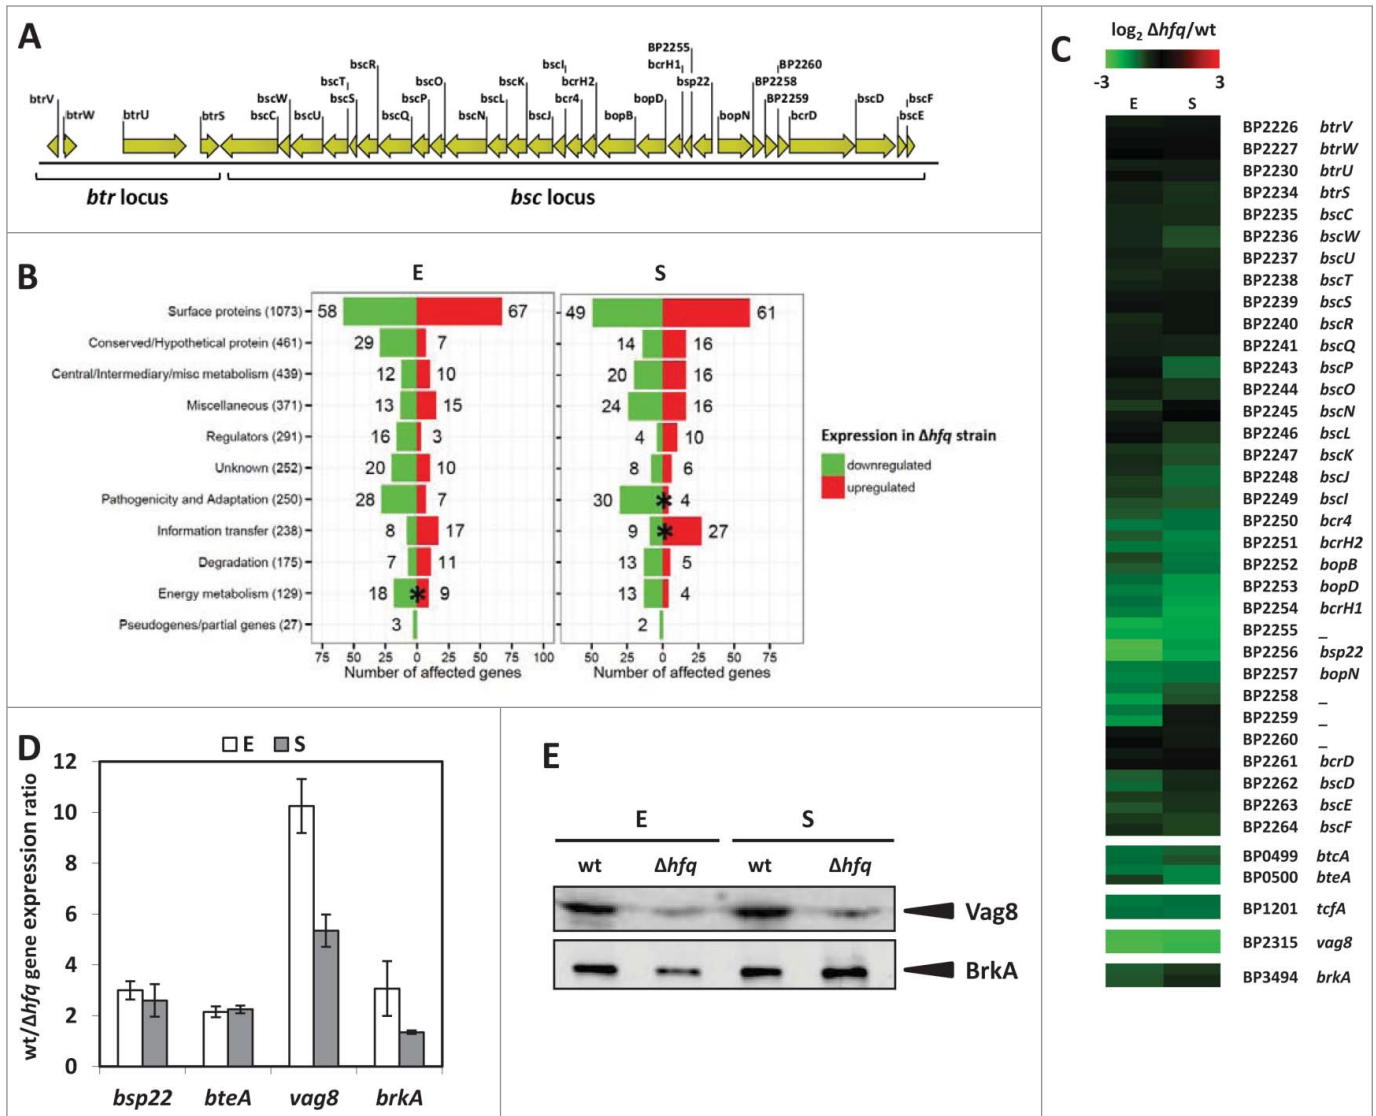 A
BP2255
bscR
bscI
bcrH1
BP2260
bscT
bscO
bscK
bcrH2
bsp22
BP2258
btrV
bscW
bscS
bscP
bscL
bcr4
bopD
BP2259
bscD
bscF
btrW
btrU
btrS
bscC
bscU
bscQ
bscN
bscJ
bopB
bopN
bcrD
bscE
btr locus
bsc locus
B
E
S
Surface proteins (1073)
58
67
49
61
Conserved/Hypothetical protein (461)
29
7
14
16
Central/Intermediary/misc metabolism (439)
12
10
20
16
Miscellaneous (371)
13
15
24
16
Regulators (291)
16
3
4
10
Unknown (252)
20
10
8
6
Pathogenicity and Adaptation (250)
28
7
30
* 4
Information transfer (238)
8
17
9
* 27
Degradation (175)
7
11
13
5
Energy metabolism (129)
18
* 9
13
4
Pseudogenes/partial genes (27)
3
2
75 50 25 0 25 50 75 100
50 25 0 25 50 75
Number of affected genes
Number of affected genes
Expression in Δhfq strain
downregulated
upregulated
C
log2 Δhfq/wt
-3 3
E S
BP2226 btrV
BP2227 btrW
BP2230 btrU
BP2234 btrS
BP2235 bscC
BP2236 bscW
BP2237 bscU
BP2238 bscT
BP2239 bscS
BP2240 bscR
BP2241 bscQ
BP2243 bscP
BP2244 bscO
BP2245 bscN
BP2246 bscL
BP2247 bscK
BP2248 bscJ
BP2249 bscI
BP2250 bcr4
BP2251 bcrH2
BP2252 bopB
BP2253 bopD
BP2254 bcrH1
BP2255 _
BP2256 bsp22
BP2257 bopN
BP2258 _
BP2259 _
BP2260 _
BP2261 bcrD
BP2262 bscD
BP2263 bscE
BP2264 bscF
BP0499 btcA
BP0500 bteA
BP1201 tcfA
BP2315 vag8
BP3494 brkA
D
E S
wt/Δhfq gene expression ratio
12
10
8
6
4
2
0
bsp22 bteA vag8 brkA
E
E S
wt Δhfq wt Δhfq
Vag8
BrkA